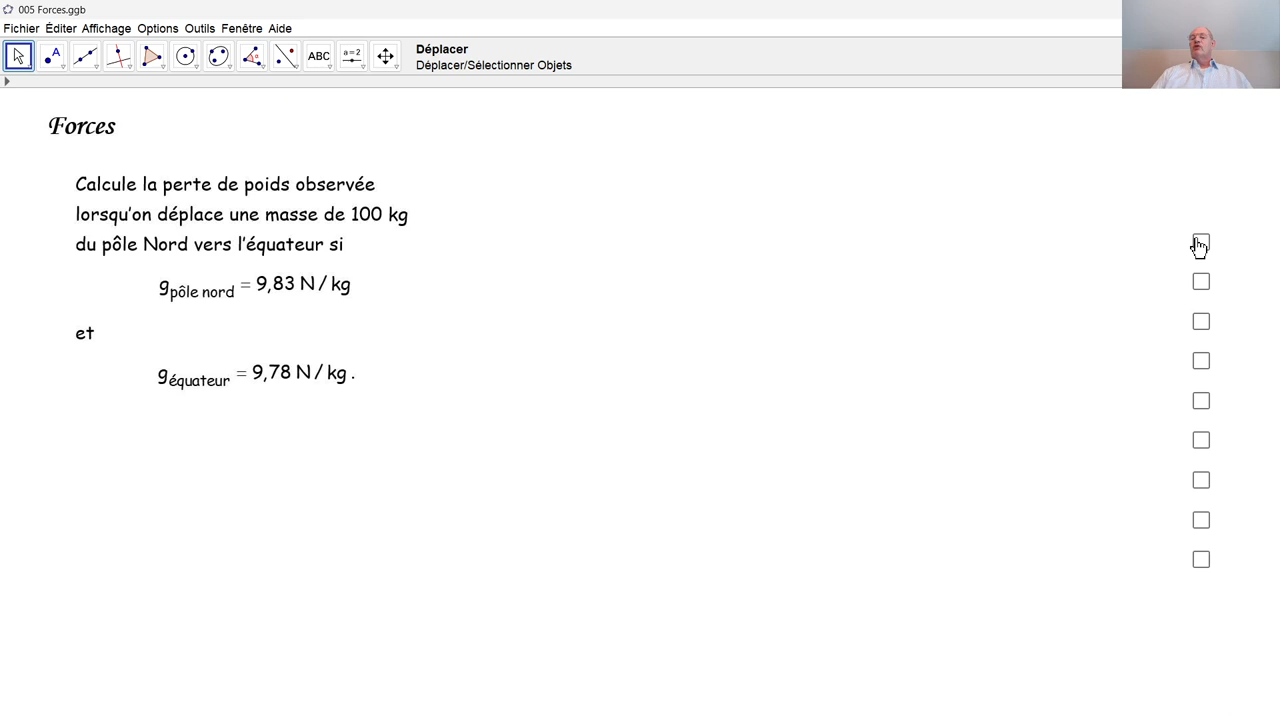 005 Forces.ggb
Fichier Éditer Affichage Options Outils Fenêtre Aide
A
ABC
a=2
Déplacer
Déplacer/Sélectionner Objets
Forces
Calcule la perte de poids observée
lorsqu'on déplace une masse de 100 kg
du pôle Nord vers l'équateur si
g pôle nord = 9,83 N / kg
et
g équateur = 9,78 N / kg .